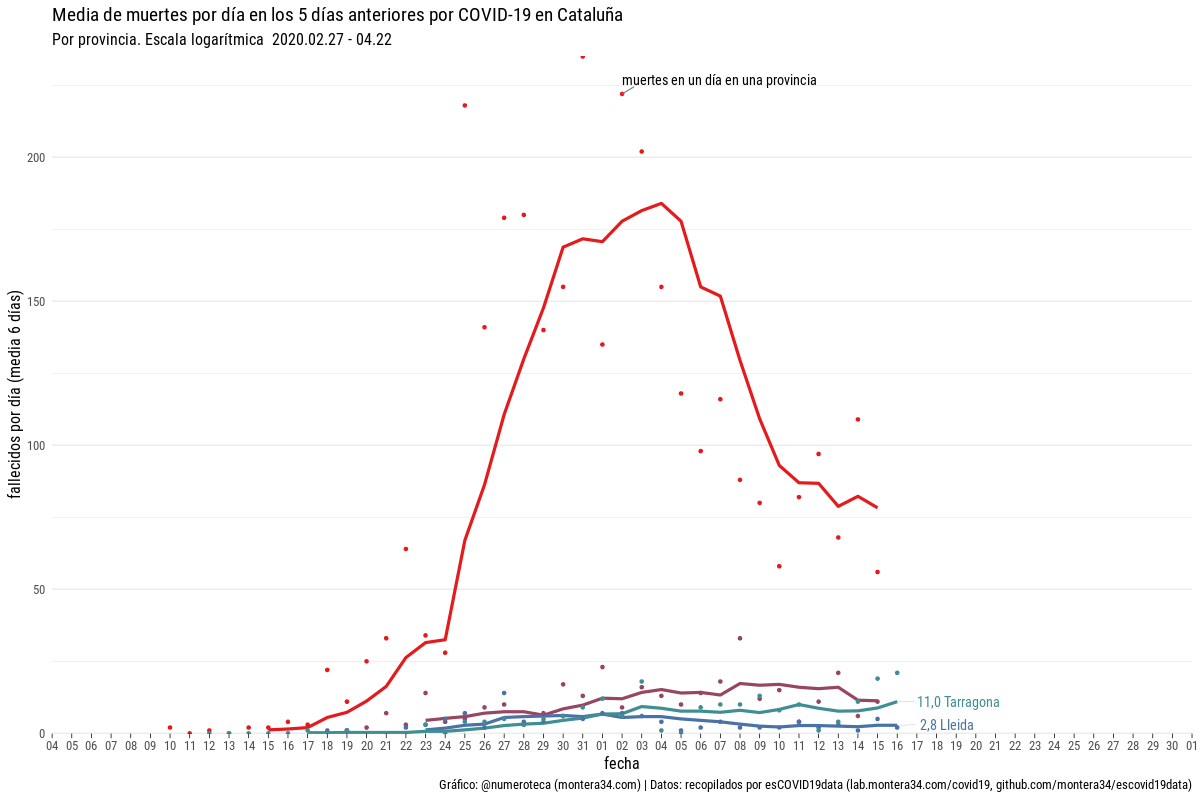 Media de muertes por día en los 5 días anteriores por COVID-19 en Cataluña
Por provincia. Escala logarítmica  2020.02.27 - 04.22
muertes en un día en una provincia
200
150
100
50
0
fallecidos por día (media 6 días)
11,0 Tarragona
2,8 Lleida
04 05 06 07 08 09 10 11 12 13 14 15 16 17 18 19 20 21 22 23 24 25 26 27 28 29 30 31 01 02 03 04 05 06 07 08 09 10 11 12 13 14 15 16 17 18 19 20 21 22 23 24 25 26 27 28 29 30 01
fecha
Gráfico: @numeroteca (montera34.com) | Datos: recopilados por esCOVID19data (lab.montera34.com/covid19, github.com/montera34/escovid19data)